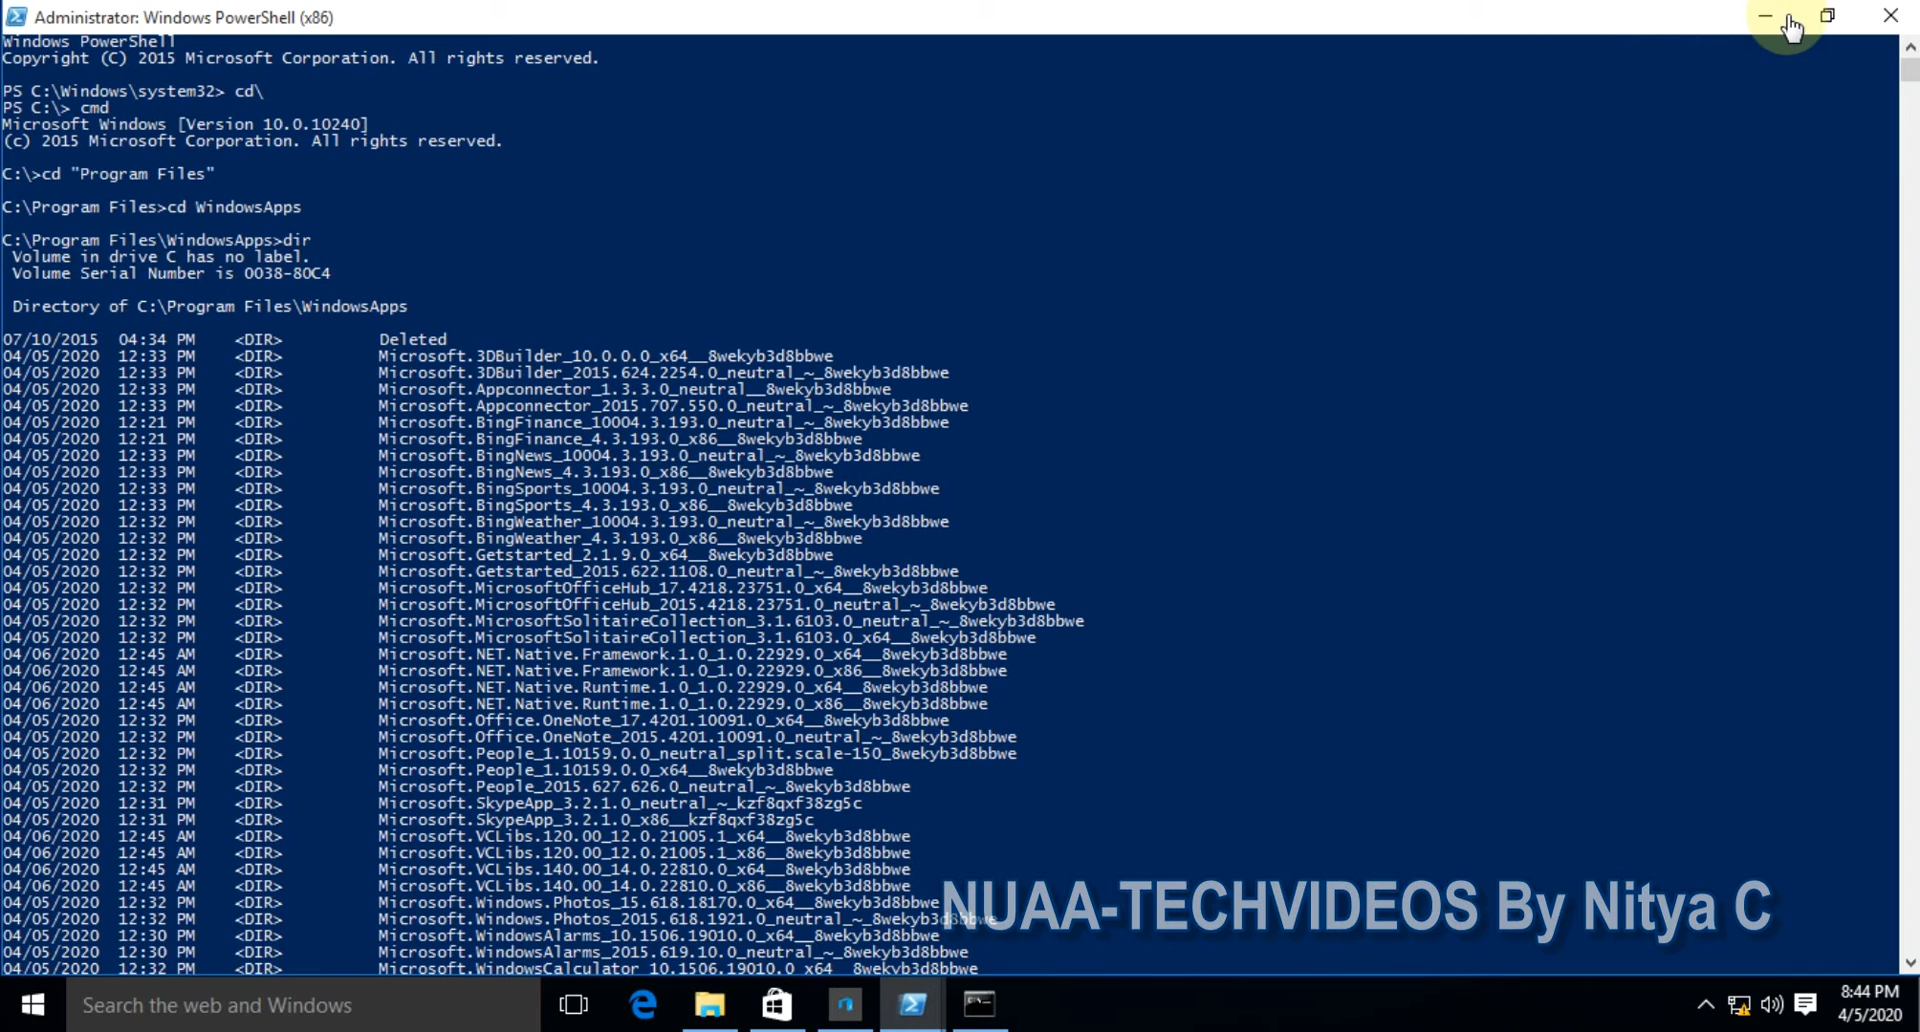 Administrator: Windows PowerShell (x86)
Windows PowerShell
Copyright (C) 2015 Microsoft Corporation. All rights reserved.
PS C:\Windows\system32> cd\
PS C:\> cmd
Microsoft Windows [Version 10.0.10240]
(c) 2015 Microsoft Corporation. All rights reserved.
C:\>cd "Program Files"
C:\Program Files>cd WindowsApps
C:\Program Files\WindowsApps>dir
Volume in drive C has no label.
Volume Serial Number is 0038-80C4
Directory of C:\Program Files\WindowsApps
07/10/2015 04:34 PM <DIR> Deleted
04/05/2020 12:33 PM <DIR> Microsoft.3DBuilder_10.0.0.0_x64__8wekyb3d8bbwe
04/05/2020 12:33 PM <DIR> Microsoft.3DBuilder_2015.624.2254.0_neutral_~_8wekyb3d8bbwe
04/05/2020 12:33 PM <DIR> Microsoft.Appconnector_1.3.3.0_neutral__8wekyb3d8bbwe
04/05/2020 12:33 PM <DIR> Microsoft.Appconnector_2015.707.550.0_neutral_~_8wekyb3d8bbwe
04/05/2020 12:21 PM <DIR> Microsoft.BingFinance_10004.3.193.0_neutral_~_8wekyb3d8bbwe
04/05/2020 12:21 PM <DIR> Microsoft.BingFinance_4.3.193.0_x86__8wekyb3d8bbwe
04/05/2020 12:33 PM <DIR> Microsoft.BingNews_10004.3.193.0_neutral_~_8wekyb3d8bbwe
04/05/2020 12:33 PM <DIR> Microsoft.BingNews_4.3.193.0_x86__8wekyb3d8bbwe
04/05/2020 12:33 PM <DIR> Microsoft.BingSports_10004.3.193.0_neutral_~_8wekyb3d8bbwe
04/05/2020 12:33 PM <DIR> Microsoft.BingSports_4.3.193.0_x86__8wekyb3d8bbwe
04/05/2020 12:32 PM <DIR> Microsoft.BingWeather_10004.3.193.0_neutral_~_8wekyb3d8bbwe
04/05/2020 12:32 PM <DIR> Microsoft.BingWeather_4.3.193.0_x86__8wekyb3d8bbwe
04/05/2020 12:32 PM <DIR> Microsoft.Getstarted_2.1.9.0_x64__8wekyb3d8bbwe
04/05/2020 12:32 PM <DIR> Microsoft.Getstarted_2015.622.1108.0_neutral_~_8wekyb3d8bbwe
04/05/2020 12:32 PM <DIR> Microsoft.MicrosoftOfficeHub_17.4218.23751.0_x64__8wekyb3d8bbwe
04/05/2020 12:32 PM <DIR> Microsoft.MicrosoftOfficeHub_2015.4218.23751.0_neutral_~_8wekyb3d8bbwe
04/05/2020 12:32 PM <DIR> Microsoft.MicrosoftSolitaireCollection_3.1.6103.0_neutral_~_8wekyb3d8bbwe
04/05/2020 12:32 PM <DIR> Microsoft.MicrosoftSolitaireCollection_3.1.6103.0_x64__8wekyb3d8bbwe
04/06/2020 12:45 AM <DIR> Microsoft.NET.Native.Framework.1.0_1.0.22929.0_x64__8wekyb3d8bbwe
04/06/2020 12:45 AM <DIR> Microsoft.NET.Native.Framework.1.0_1.0.22929.0_x86__8wekyb3d8bbwe
04/06/2020 12:45 AM <DIR> Microsoft.NET.Native.Runtime.1.0_1.0.22929.0_x64__8wekyb3d8bbwe
04/06/2020 12:45 AM <DIR> Microsoft.NET.Native.Runtime.1.0_1.0.22929.0_x86__8wekyb3d8bbwe
04/05/2020 12:32 PM <DIR> Microsoft.Office.OneNote_17.4201.10091.0_x64__8wekyb3d8bbwe
04/05/2020 12:32 PM <DIR> Microsoft.Office.OneNote_2015.4201.10091.0_neutral_~_8wekyb3d8bbwe
04/05/2020 12:32 PM <DIR> Microsoft.People_1.10159.0.0_neutral_split.scale-150_8wekyb3d8bbwe
04/05/2020 12:32 PM <DIR> Microsoft.People_1.10159.0.0_x64__8wekyb3d8bbwe
04/05/2020 12:32 PM <DIR> Microsoft.People_2015.627.626.0_neutral_~_8wekyb3d8bbwe
04/05/2020 12:31 PM <DIR> Microsoft.SkypeApp_3.2.1.0_neutral_~_kzf8qxf38zg5c
04/05/2020 12:31 PM <DIR> Microsoft.SkypeApp_3.2.1.0_x86__kzf8qxf38zg5c
04/06/2020 12:45 AM <DIR> Microsoft.VCLibs.120.00_12.0.21005.1_x64__8wekyb3d8bbwe
04/06/2020 12:45 AM <DIR> Microsoft.VCLibs.120.00_12.0.21005.1_x86__8wekyb3d8bbwe
04/06/2020 12:45 AM <DIR> Microsoft.VCLibs.140.00_14.0.22810.0_x64__8wekyb3d8bbwe
04/06/2020 12:45 AM <DIR> Microsoft.VCLibs.140.00_14.0.22810.0_x86__8wekyb3d8bbwe
04/05/2020 12:32 PM <DIR> Microsoft.Windows.Photos_15.618.18170.0_x64__8wekyb3d8bbwe
04/05/2020 12:32 PM <DIR> Microsoft.Windows.Photos_2015.618.1921.0_neutral_~_8wekyb3d8bbwe
04/05/2020 12:30 PM <DIR> Microsoft.WindowsAlarms_10.1506.19010.0_x64__8wekyb3d8bbwe
04/05/2020 12:30 PM <DIR> Microsoft.WindowsAlarms_2015.619.10.0_neutral_~_8wekyb3d8bbwe
04/05/2020 12:32 PM <DIR> Microsoft.WindowsCalculator_10.1506.19010.0_x64__8wekyb3d8bbwe
NUAA-TECHVIDEOS By Nitya C
Search the web and Windows
8:44 PM
4/5/2020